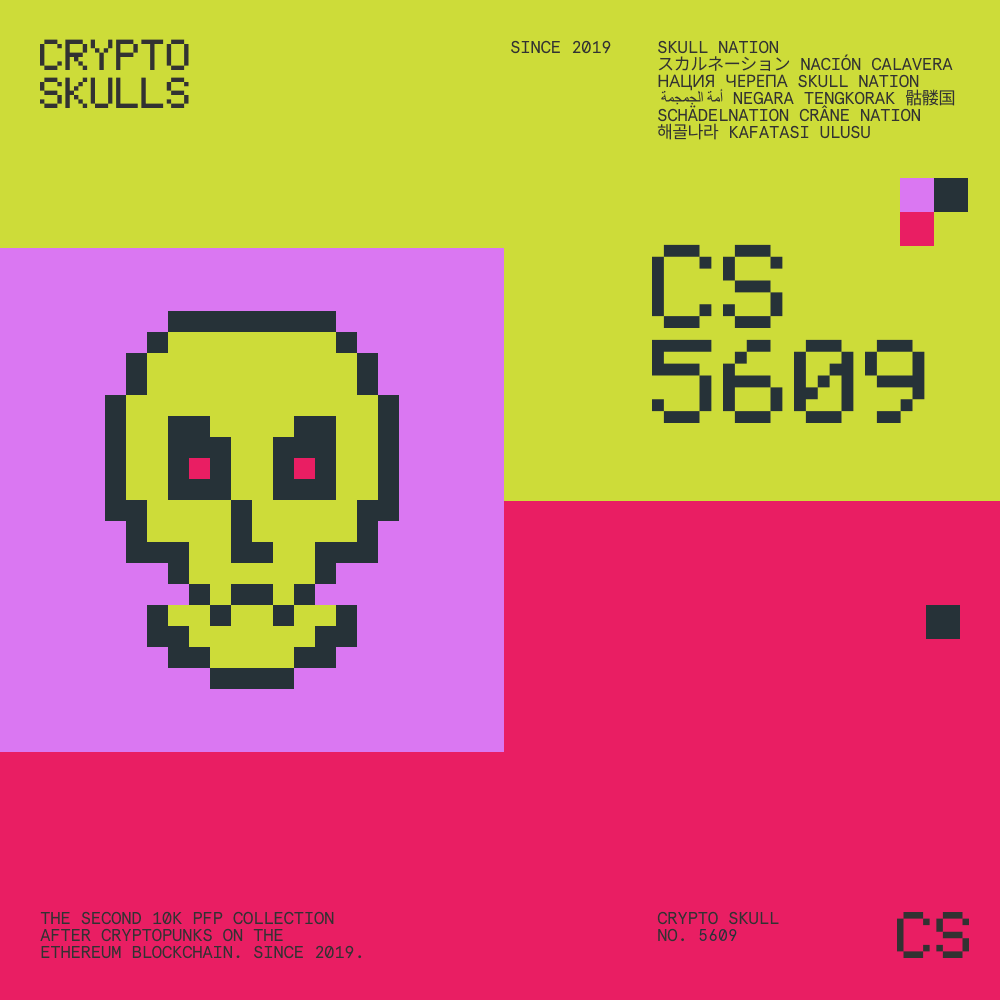 CRYPTO
SKULLS
SINCE 2019
SKULL NATION
スカルネーション NACIÓN CALAVERA
НАЦИЯ ЧЕРЕПА SKULL NATION
أمة الجمجمة NEGARA TENGKORAK 骷髅国
SCHÄDELNATION CRÂNE NATION
해골나라 KAFATASI ULUSU
CS
5609
THE SECOND 10K PFP COLLECTION
AFTER CRYPTOPUNKS ON THE
ETHEREUM BLOCKCHAIN. SINCE 2019.
CRYPTO SKULL
NO. 5609
CS